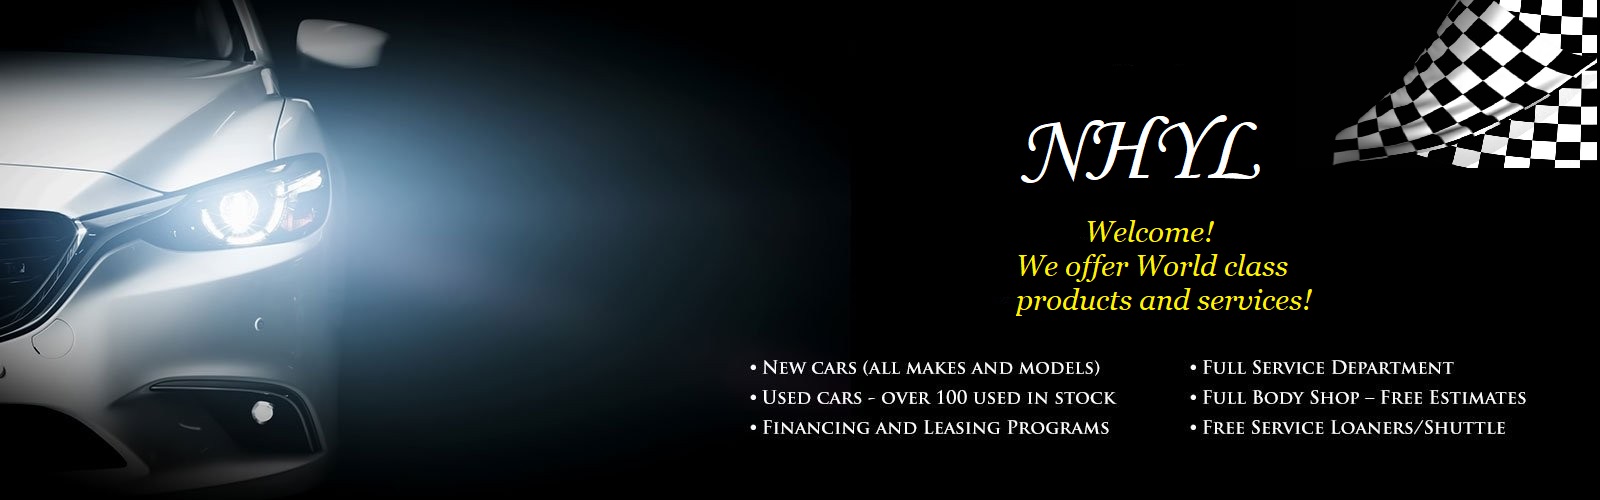 NHYL
Welcome!
We offer World class
products and services!
• New cars (all makes and models)
• Used cars - over 100 used in stock
• Financing and Leasing Programs
• Full Service Department
• Full Body Shop – Free Estimates
• Free Service Loaners/Shuttle